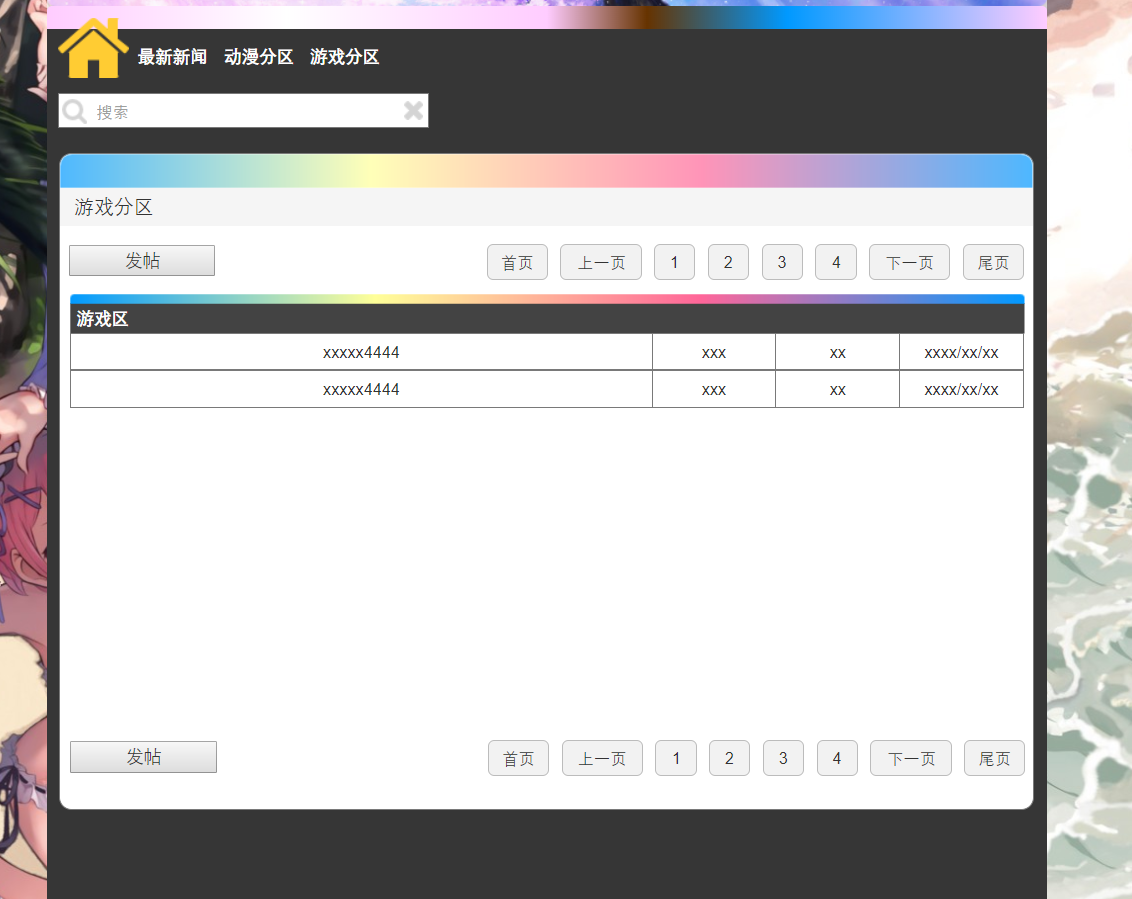 最新新闻 动漫分区 游戏分区
搜索
游戏分区
发帖 首页 上一页 1 2 3 4 下一页 尾页
游戏区
xxxxx4444 xxx xx xxxx/xx/xx
xxxxx4444 xxx xx xxxx/xx/xx
发帖 首页 上一页 1 2 3 4 下一页 尾页